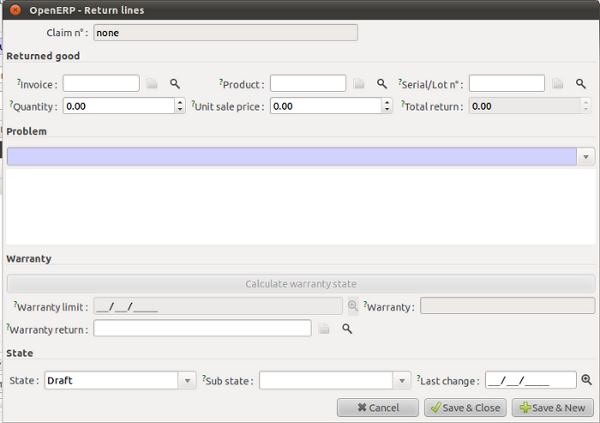 OpenERP - Return lines
Claim n° : none
Returned good
?Invoice : ?Product : ?Serial/Lot n° :
?Quantity : 0.00 ?Unit sale price : 0.00 ?Total return : 0.00
Problem
Warranty
Calculate warranty state
?Warranty limit : __/__/____ ?Warranty :
?Warranty return :
State
State : Draft ?Sub state : ?Last change : __/__/____
Cancel Save & Close Save & New